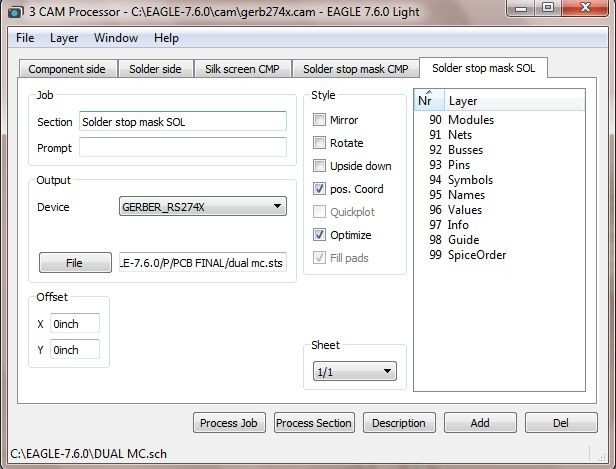 3 CAM Processor - C:\EAGLE-7.6.0\cam\gerb274x.cam - EAGLE 7.6.0 Light
File Layer Window Help
Component side Solder side Silk screen CMP Solder stop mask CMP Solder stop mask SOL
Job
Section Solder stop mask SOL
Prompt
Output
Device GERBER_RS274X
File .E-7.6.0/P/PCB FINAL/dual mc.sts
Offset
X 0inch
Y 0inch
Style
Mirror
Rotate
Upside down
pos. Coord
Quickplot
Optimize
Fill pads
Sheet
1/1
Nr Layer
90 Modules
91 Nets
92 Busses
93 Pins
94 Symbols
95 Names
96 Values
97 Info
98 Guide
99 SpiceOrder
Process Job Process Section Description Add Del
C:\EAGLE-7.6.0\DUAL MC.sch